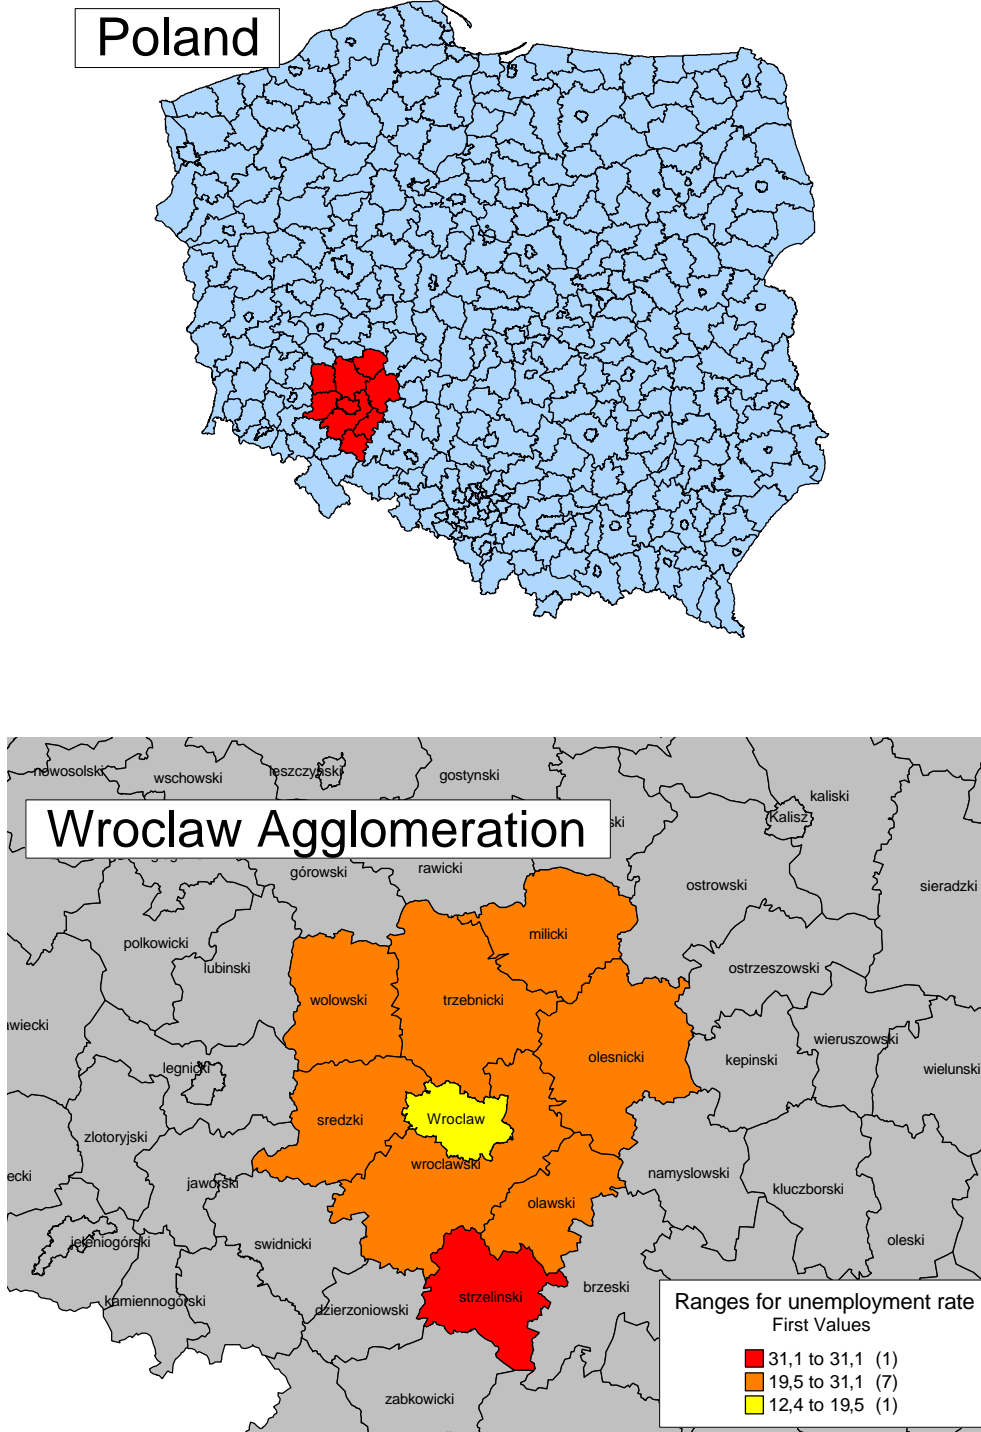 Poland
nowosolski
wschowski
leszczyński
gostynski
kaliski
Kalisz
Wroclaw Agglomeration
ski
górowski
rawicki
ostrowski
sieradzki
polkowicki
lubinski
milicki
ostrzeszowski
wolowski
trzebnicki
awiecki
wieruszowski
legnicki
olesnicki
kepinski
wielunski
zlotoryjski
sredzki
Wroclaw
ecki
jaworski
wroclawski
namyslowski
kluczborski
olawski
jeleniogórski
swidnicki
oleski
kamiennogórski
dzierzoniowski
strzelinski
brzeski
zabkowicki
Ranges for unemployment rate
First Values
31,1 to 31,1 (1)
19,5 to 31,1 (7)
12,4 to 19,5 (1)